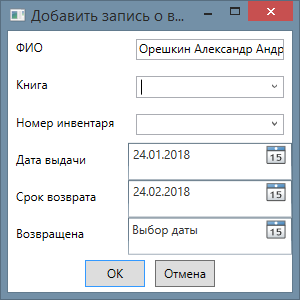 Добавить запись о в...
ФИО Орешкин Александр Андр
Книга
Номер инвентаря
Дата выдачи 24.01.2018 15
Срок возврата 24.02.2018 15
Возвращена Выбор даты 15
ОК Отмена